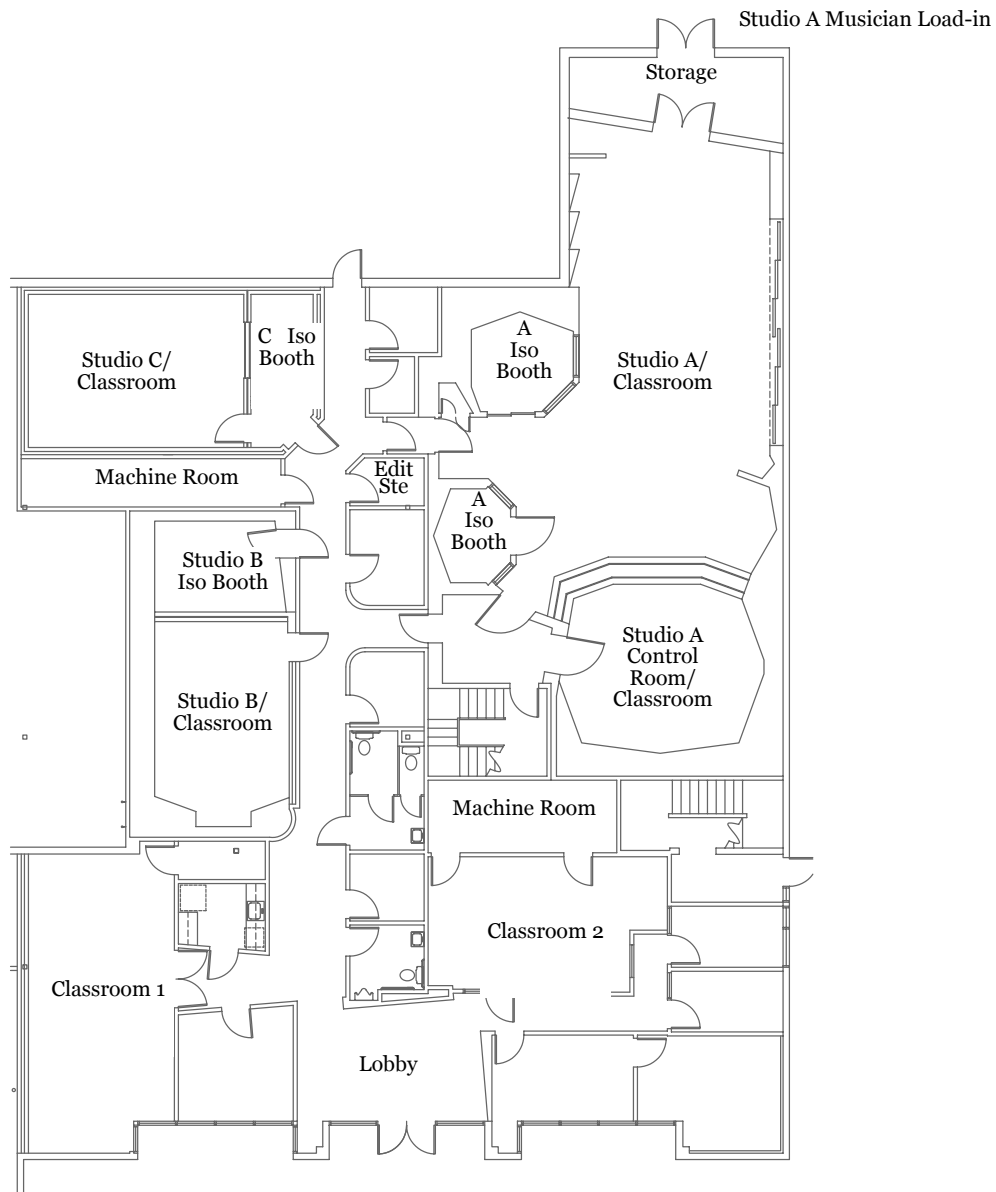 Studio A Musician Load-in
Storage
C Iso
Booth
A
Iso
Booth
Studio C/
Classroom
Studio A/
Classroom
Machine Room
Edit
Ste
A
Iso
Booth
Studio B
Iso Booth
Studio A
Control
Room/
Classroom
Studio B/
Classroom
Machine Room
Classroom 2
Classroom 1
Lobby